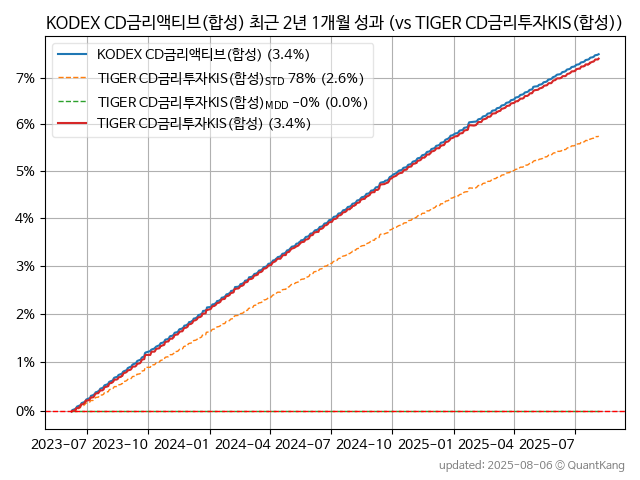 KODEX CD금리액티브(합성) 최근 2년 1개월 성과 (vs TIGER CD금리투자KIS(합성))
KODEX CD금리액티브(합성) (3.4%)
TIGER CD금리투자KIS(합성)STD 78% (2.6%)
TIGER CD금리투자KIS(합성)MDD -0% (0.0%)
TIGER CD금리투자KIS(합성) (3.4%)
7%
6%
5%
4%
3%
2%
1%
0%
2023-07 2023-10 2024-01 2024-04 2024-07 2024-10 2025-01 2025-04 2025-07
updated: 2025-08-06 © QuantKang